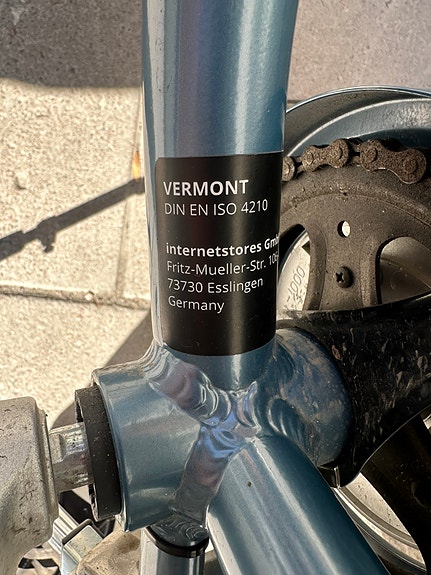 VERMONT
DIN EN ISO 4210
internetstores
Fritz-Mueller-Str.
73730 Esslingen
Germany